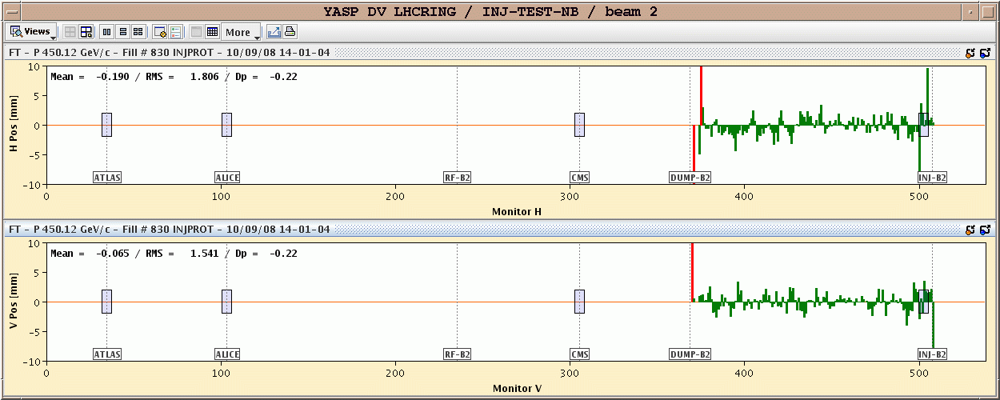 YASP DV LHCRING / INJ-TEST-NB / beam 2
Views More
FT - P 450.12 GeV/c - Fill # 830 INJPROT - 10/09/08 14-01-04
Mean = -0.190 / RMS = 1.806 / Dp = -0.22
H Pos [mm]
10
5
0
-5
-10
ATLAS ALICE RF-B2 CMS DUMP-B2 INJ-B2
0 100 200 300 400 500
Monitor H
FT - P 450.12 GeV/c - Fill # 830 INJPROT - 10/09/08 14-01-04
Mean = -0.065 / RMS = 1.541 / Dp = -0.22
V Pos [mm]
10
5
0
-5
-10
ATLAS ALICE RF-B2 CMS DUMP-B2 INJ-B2
0 100 200 300 400 500
Monitor V